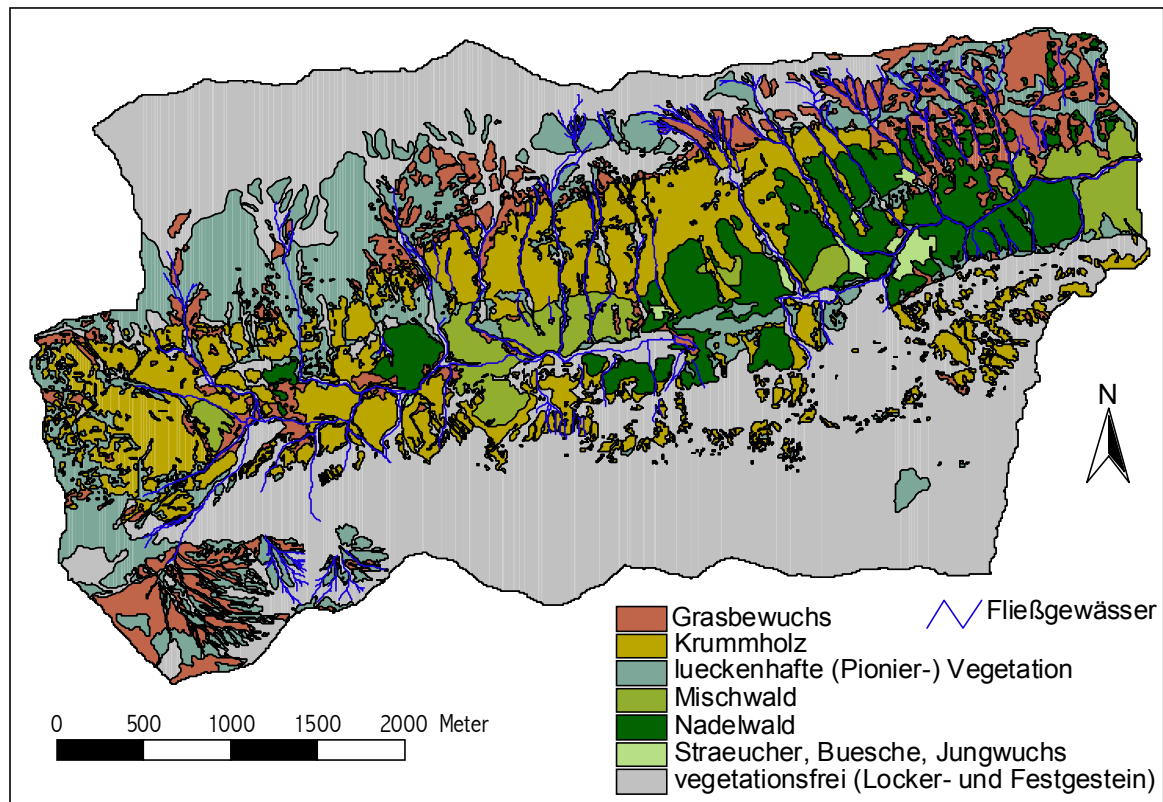 N
Grasbewuchs
Fließgewässer
Krummholz
lueckenhafte (Pionier-) Vegetation
Mischwald
Nadelwald
Straeucher, Buesche, Jungwuchs
vegetationsfrei (Locker- und Festgestein)
0 500 1000 1500 2000 Meter